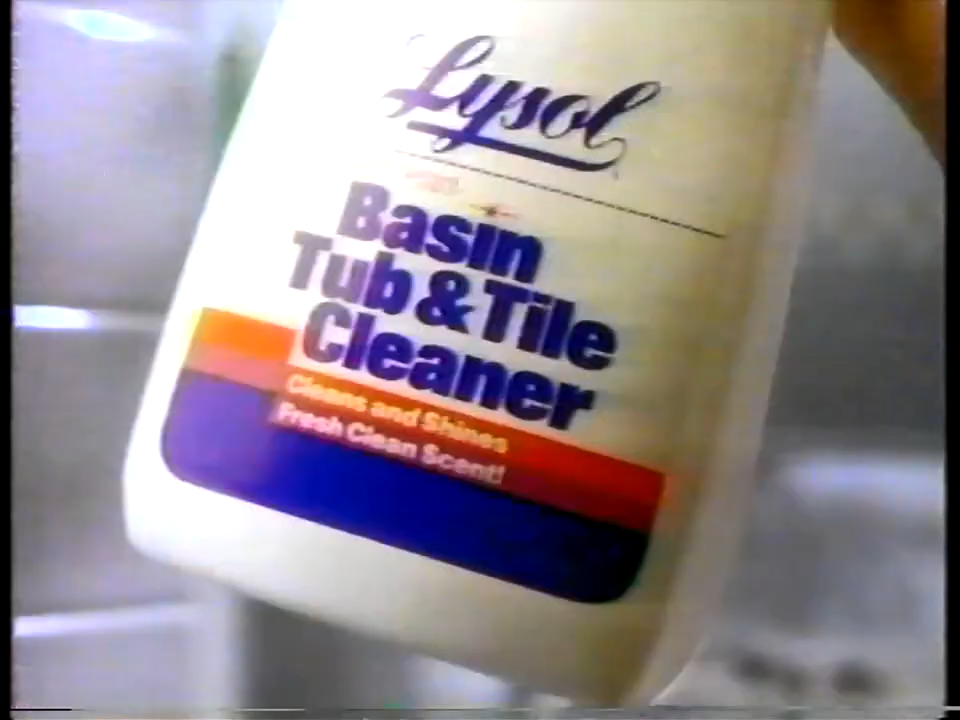 Lysol
Basin
Tub & Tile
Cleaner
Cleans and Shines
Fresh Clean Scent!